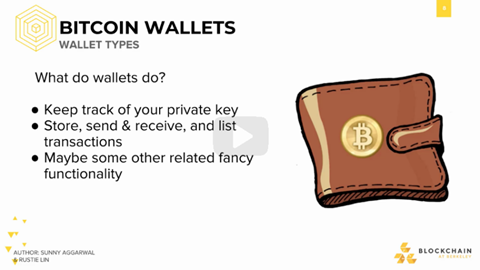 BITCOIN WALLETS
WALLET TYPES
What do wallets do?
● Keep track of your private key
● Store, send & receive, and list
transactions
● Maybe some other related fancy
functionality
AUTHOR: SUNNY AGGARWAL
& RUSTIE LIN
BLOCKCHAIN
AT BERKELEY